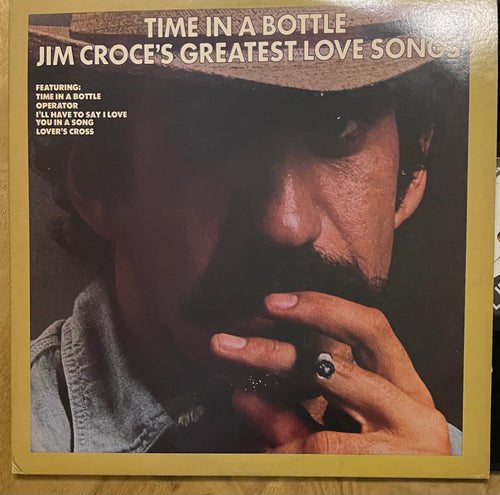 TIME IN A BOTTLE
JIM CROCE'S GREATEST LOVE SONGS
FEATURING:
TIME IN A BOTTLE
OPERATOR
I'LL HAVE TO SAY I LOVE
YOU IN A SONG
LOVER'S CROSS